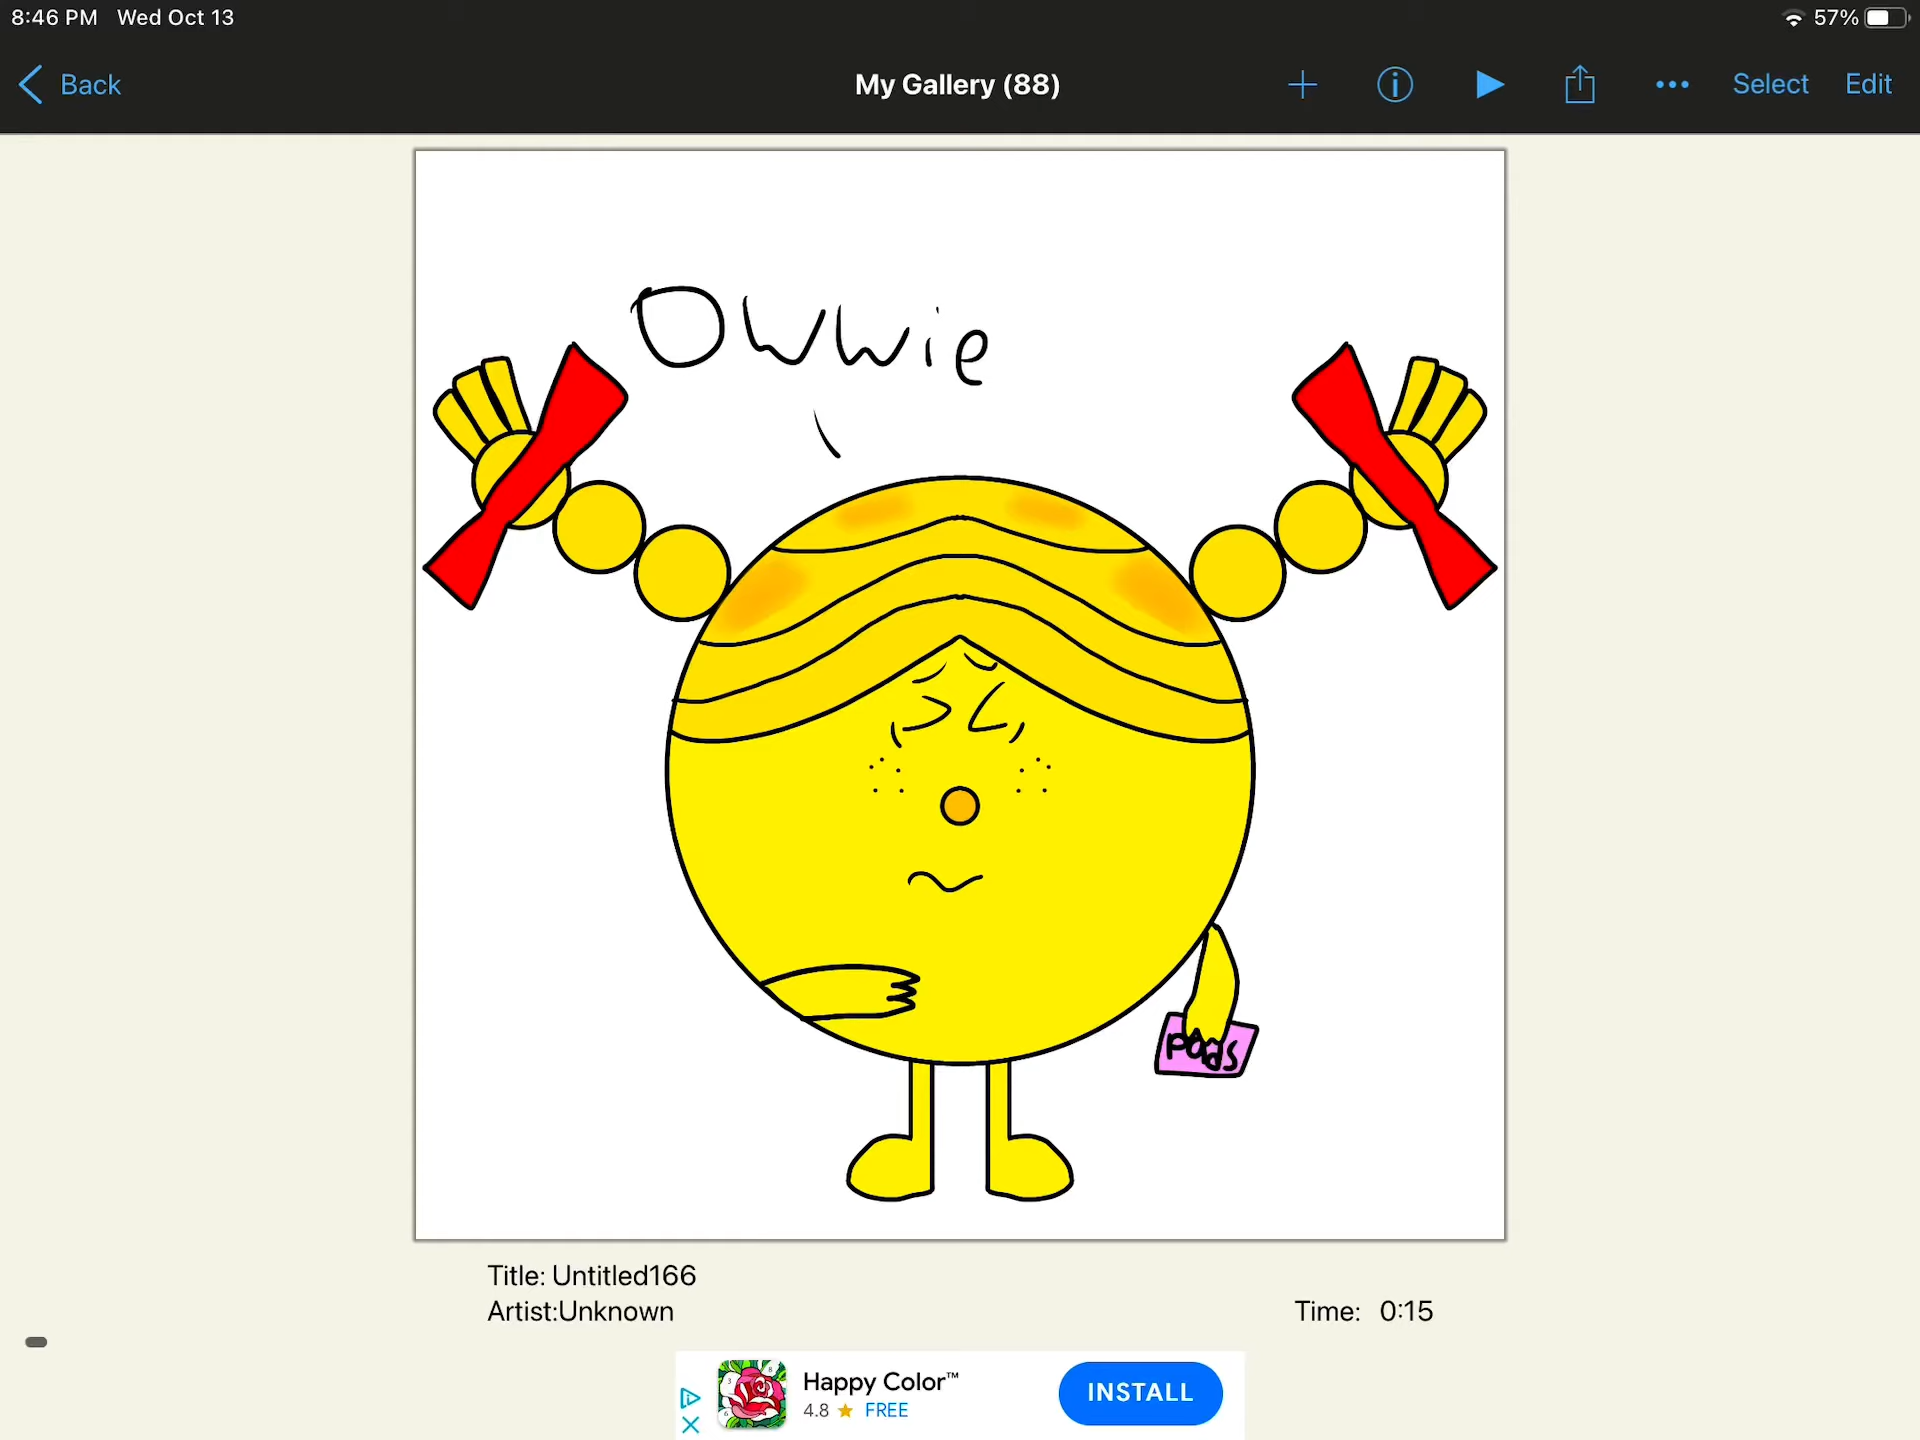 8:46 PM Wed Oct 13 57%
Back My Gallery (88) Select Edit
Owwie
Pads
Title: Untitled166
Artist:Unknown Time: 0:15
Happy Color™
4.8 ★ FREE
INSTALL